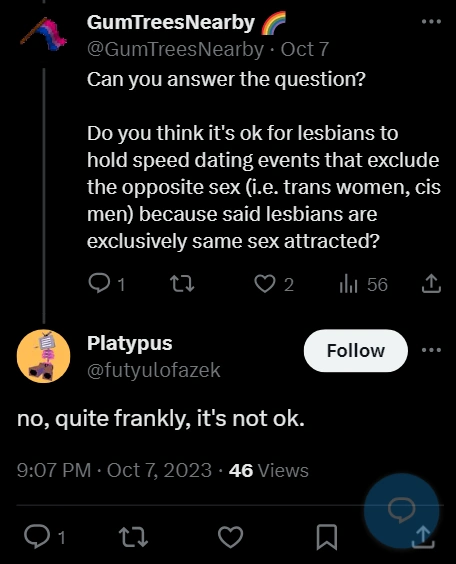 GumTreesNearby 🌈
@GumTreesNearby · Oct 7
Can you answer the question?
Do you think it's ok for lesbians to
hold speed dating events that exclude
the opposite sex (i.e. trans women, cis
men) because said lesbians are
exclusively same sex attracted?
1 2 56
Platypus
@futyulofazek
Follow
no, quite frankly, it's not ok.
9:07 PM · Oct 7, 2023 · 46 Views
1